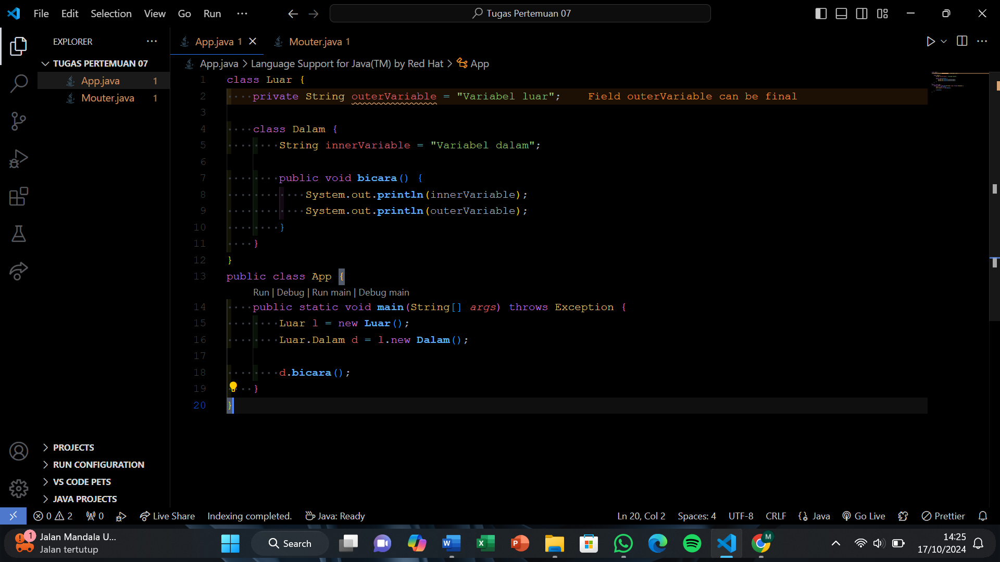 File Edit Selection View Go Run ···
Tugas Pertemuan 07
EXPLORER
TUGAS PERTEMUAN 07
App.java 1
Mouter.java 1
App.java 1
Mouter.java 1
App.java > Language Support for Java(TM) by Red Hat > App
1 class Luar {
2 ····private String outerVariable = "Variabel luar"; Field outerVariable can be final
3
4 ····class Dalam {
5 ········String innerVariable = "Variabel dalam";
6
7 ········public void bicara() {
8 ············System.out.println(innerVariable);
9 ············System.out.println(outerVariable);
10 ········}
11 ····}
12 }
13 public class App {
Run | Debug | Run main | Debug main
14 ····public static void main(String[] args) throws Exception {
15 ········Luar l = new Luar();
16 ········Luar.Dalam d = l.new Dalam();
17
18 ········d.bicara();
19 ····}
20 }
PROJECTS
RUN CONFIGURATION
VS CODE PETS
JAVA PROJECTS
0 2 0 Live Share Indexing completed. Java: Ready
Ln 20, Col 2 Spaces: 4 UTF-8 CRLF Java Go Live Prettier
1 Jalan Mandala U...
Jalan tertutup
Search
W X P M
14:25
17/10/2024